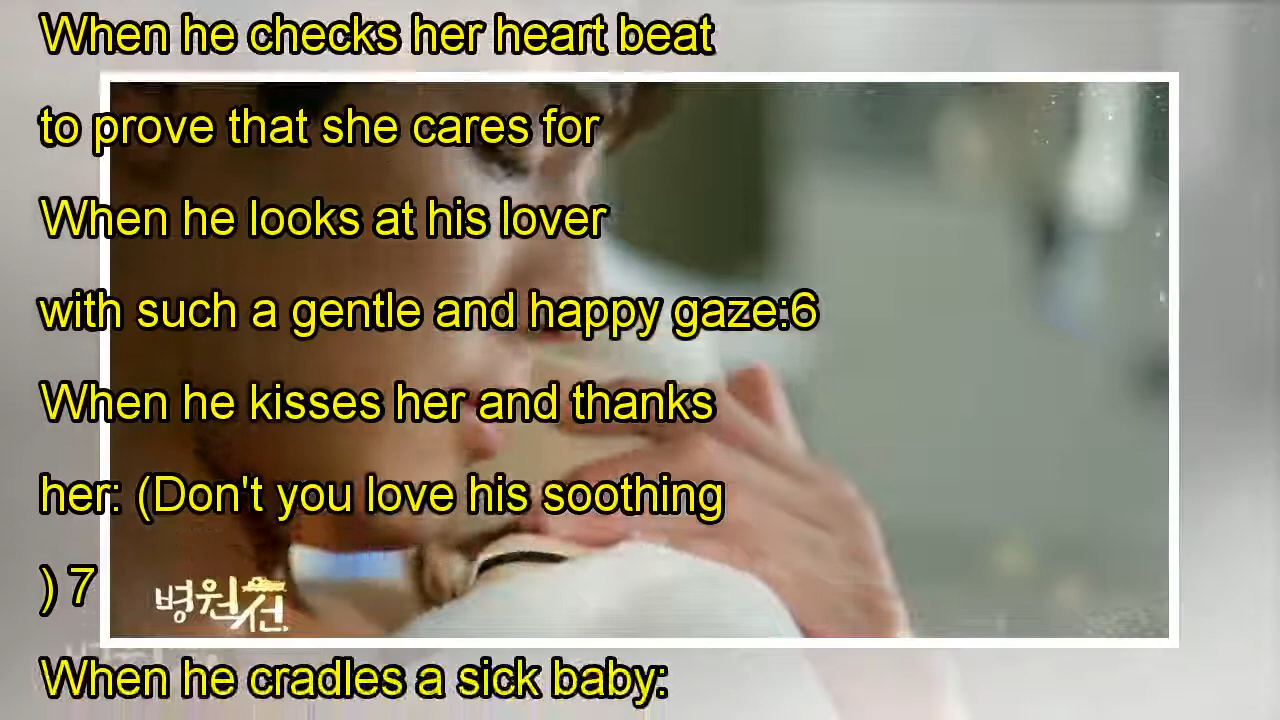 When he checks her heart beat
to prove that she cares for
When he looks at his lover
with such a gentle and happy gaze:6
When he kisses her and thanks
her: (Don't you love his soothing
) 7
병원선
When he cradles a sick baby: